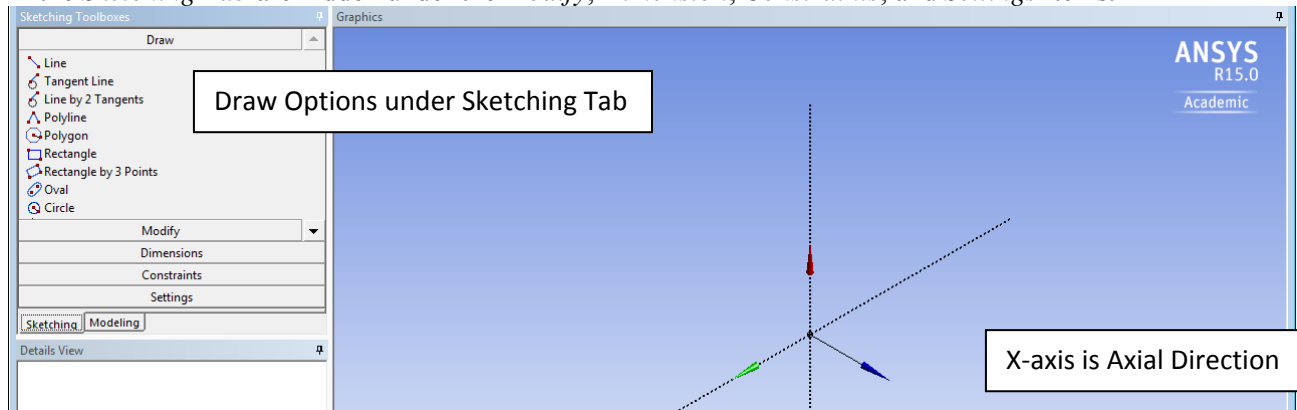 Sketching Toolboxes
Graphics
Draw
Line
Tangent Line
Line by 2 Tangents
Polyline
Polygon
Rectangle
Rectangle by 3 Points
Oval
Circle
Modify
Dimensions
Constraints
Settings
Sketching Modeling
Details View
Draw Options under Sketching Tab
ANSYS
R15.0
Academic
X-axis is Axial Direction